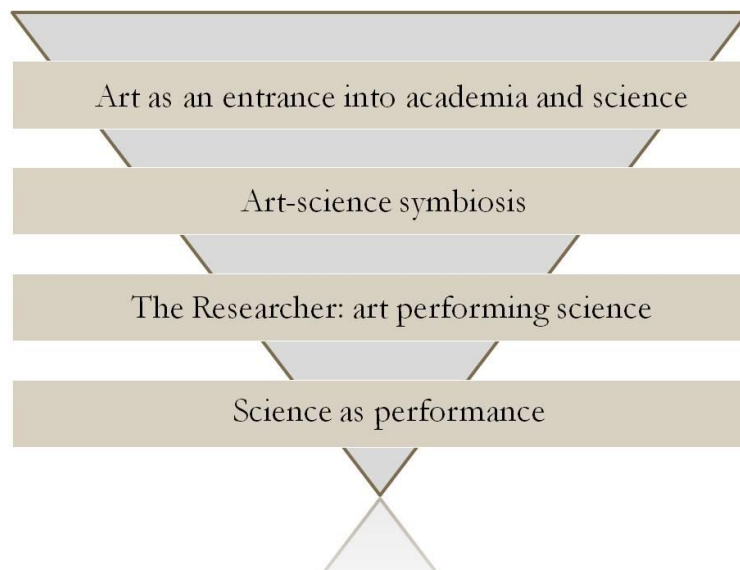 Art as an entrance into academia and science
Art-science symbiosis
The Researcher: art performing science
Science as performance